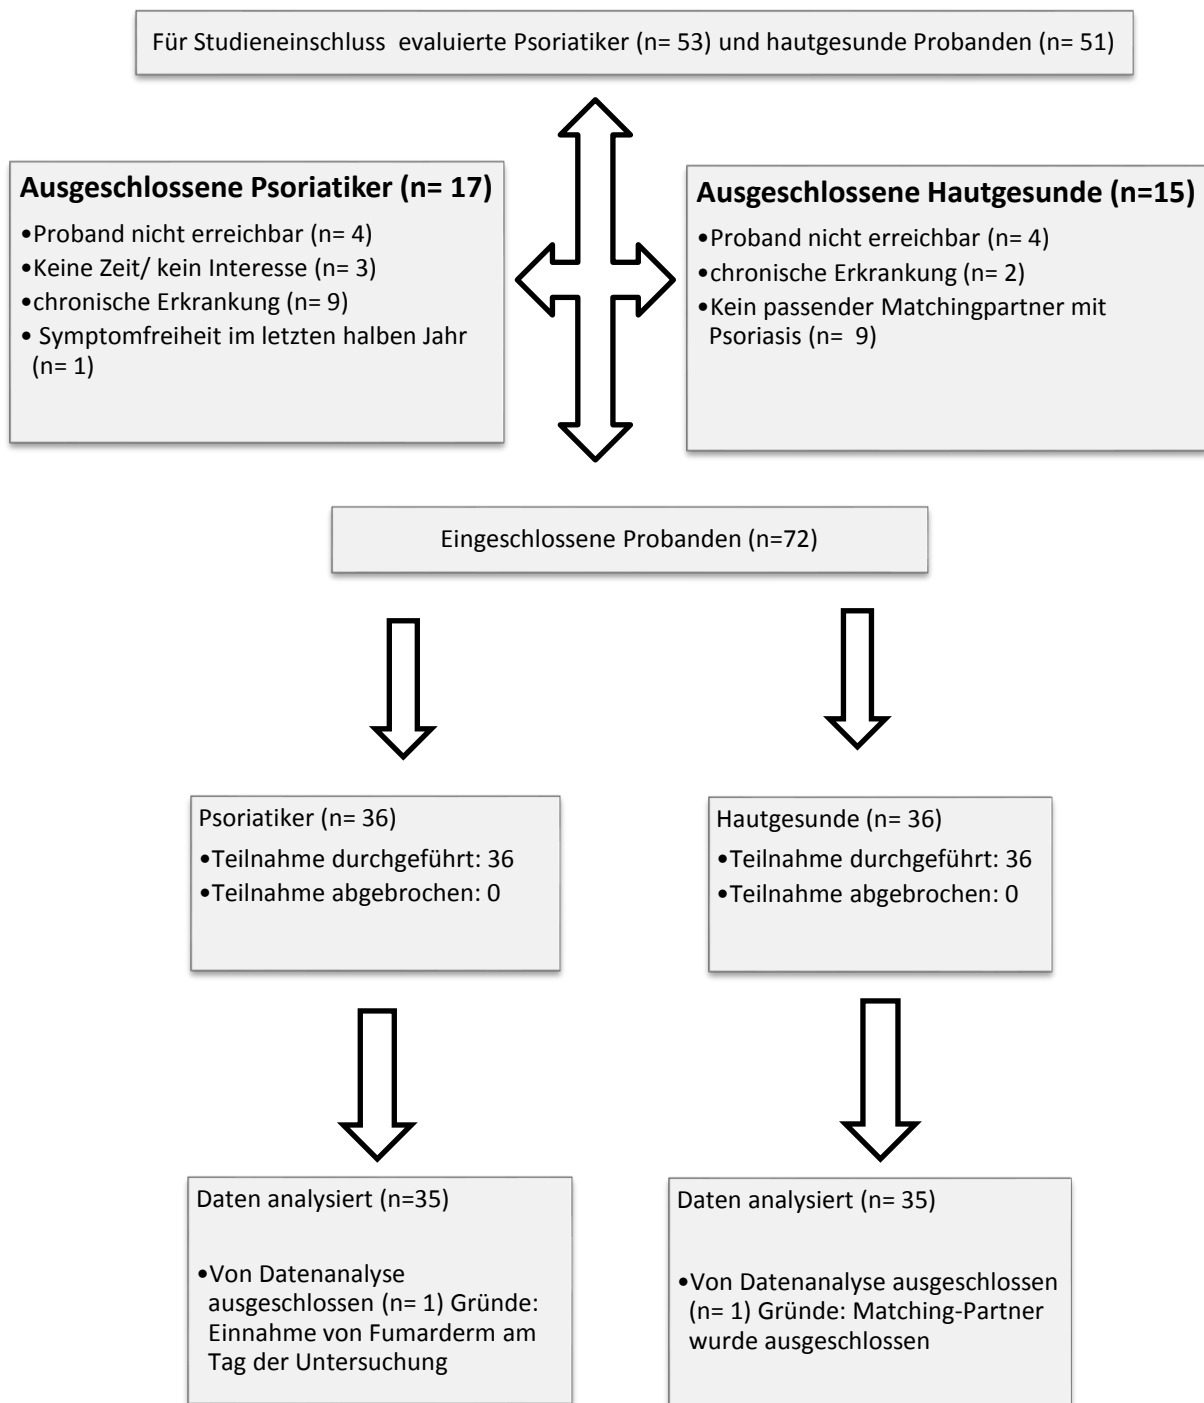 Für Studieneinschluss  evaluierte Psoriatiker (n= 53) und hautgesunde Probanden (n= 51)
Ausgeschlossene Psoriatiker (n= 17)
•Proband nicht erreichbar (n= 4)
•Keine Zeit/ kein Interesse (n= 3)
•chronische Erkrankung (n= 9)
• Symptomfreiheit im letzten halben Jahr
(n= 1)
Ausgeschlossene Hautgesunde (n=15)
•Proband nicht erreichbar (n= 4)
•chronische Erkrankung (n= 2)
•Kein passender Matchingpartner mit
Psoriasis (n=  9)
Eingeschlossene Probanden (n=72)
Psoriatiker (n= 36)
•Teilnahme durchgeführt: 36
•Teilnahme abgebrochen: 0
Hautgesunde (n= 36)
•Teilnahme durchgeführt: 36
•Teilnahme abgebrochen: 0
Daten analysiert (n=35)
•Von Datenanalyse
ausgeschlossen (n= 1) Gründe:
Einnahme von Fumarderm am
Tag der Untersuchung
Daten analysiert (n= 35)
•Von Datenanalyse ausgeschlossen
(n= 1) Gründe: Matching-Partner
wurde ausgeschlossen